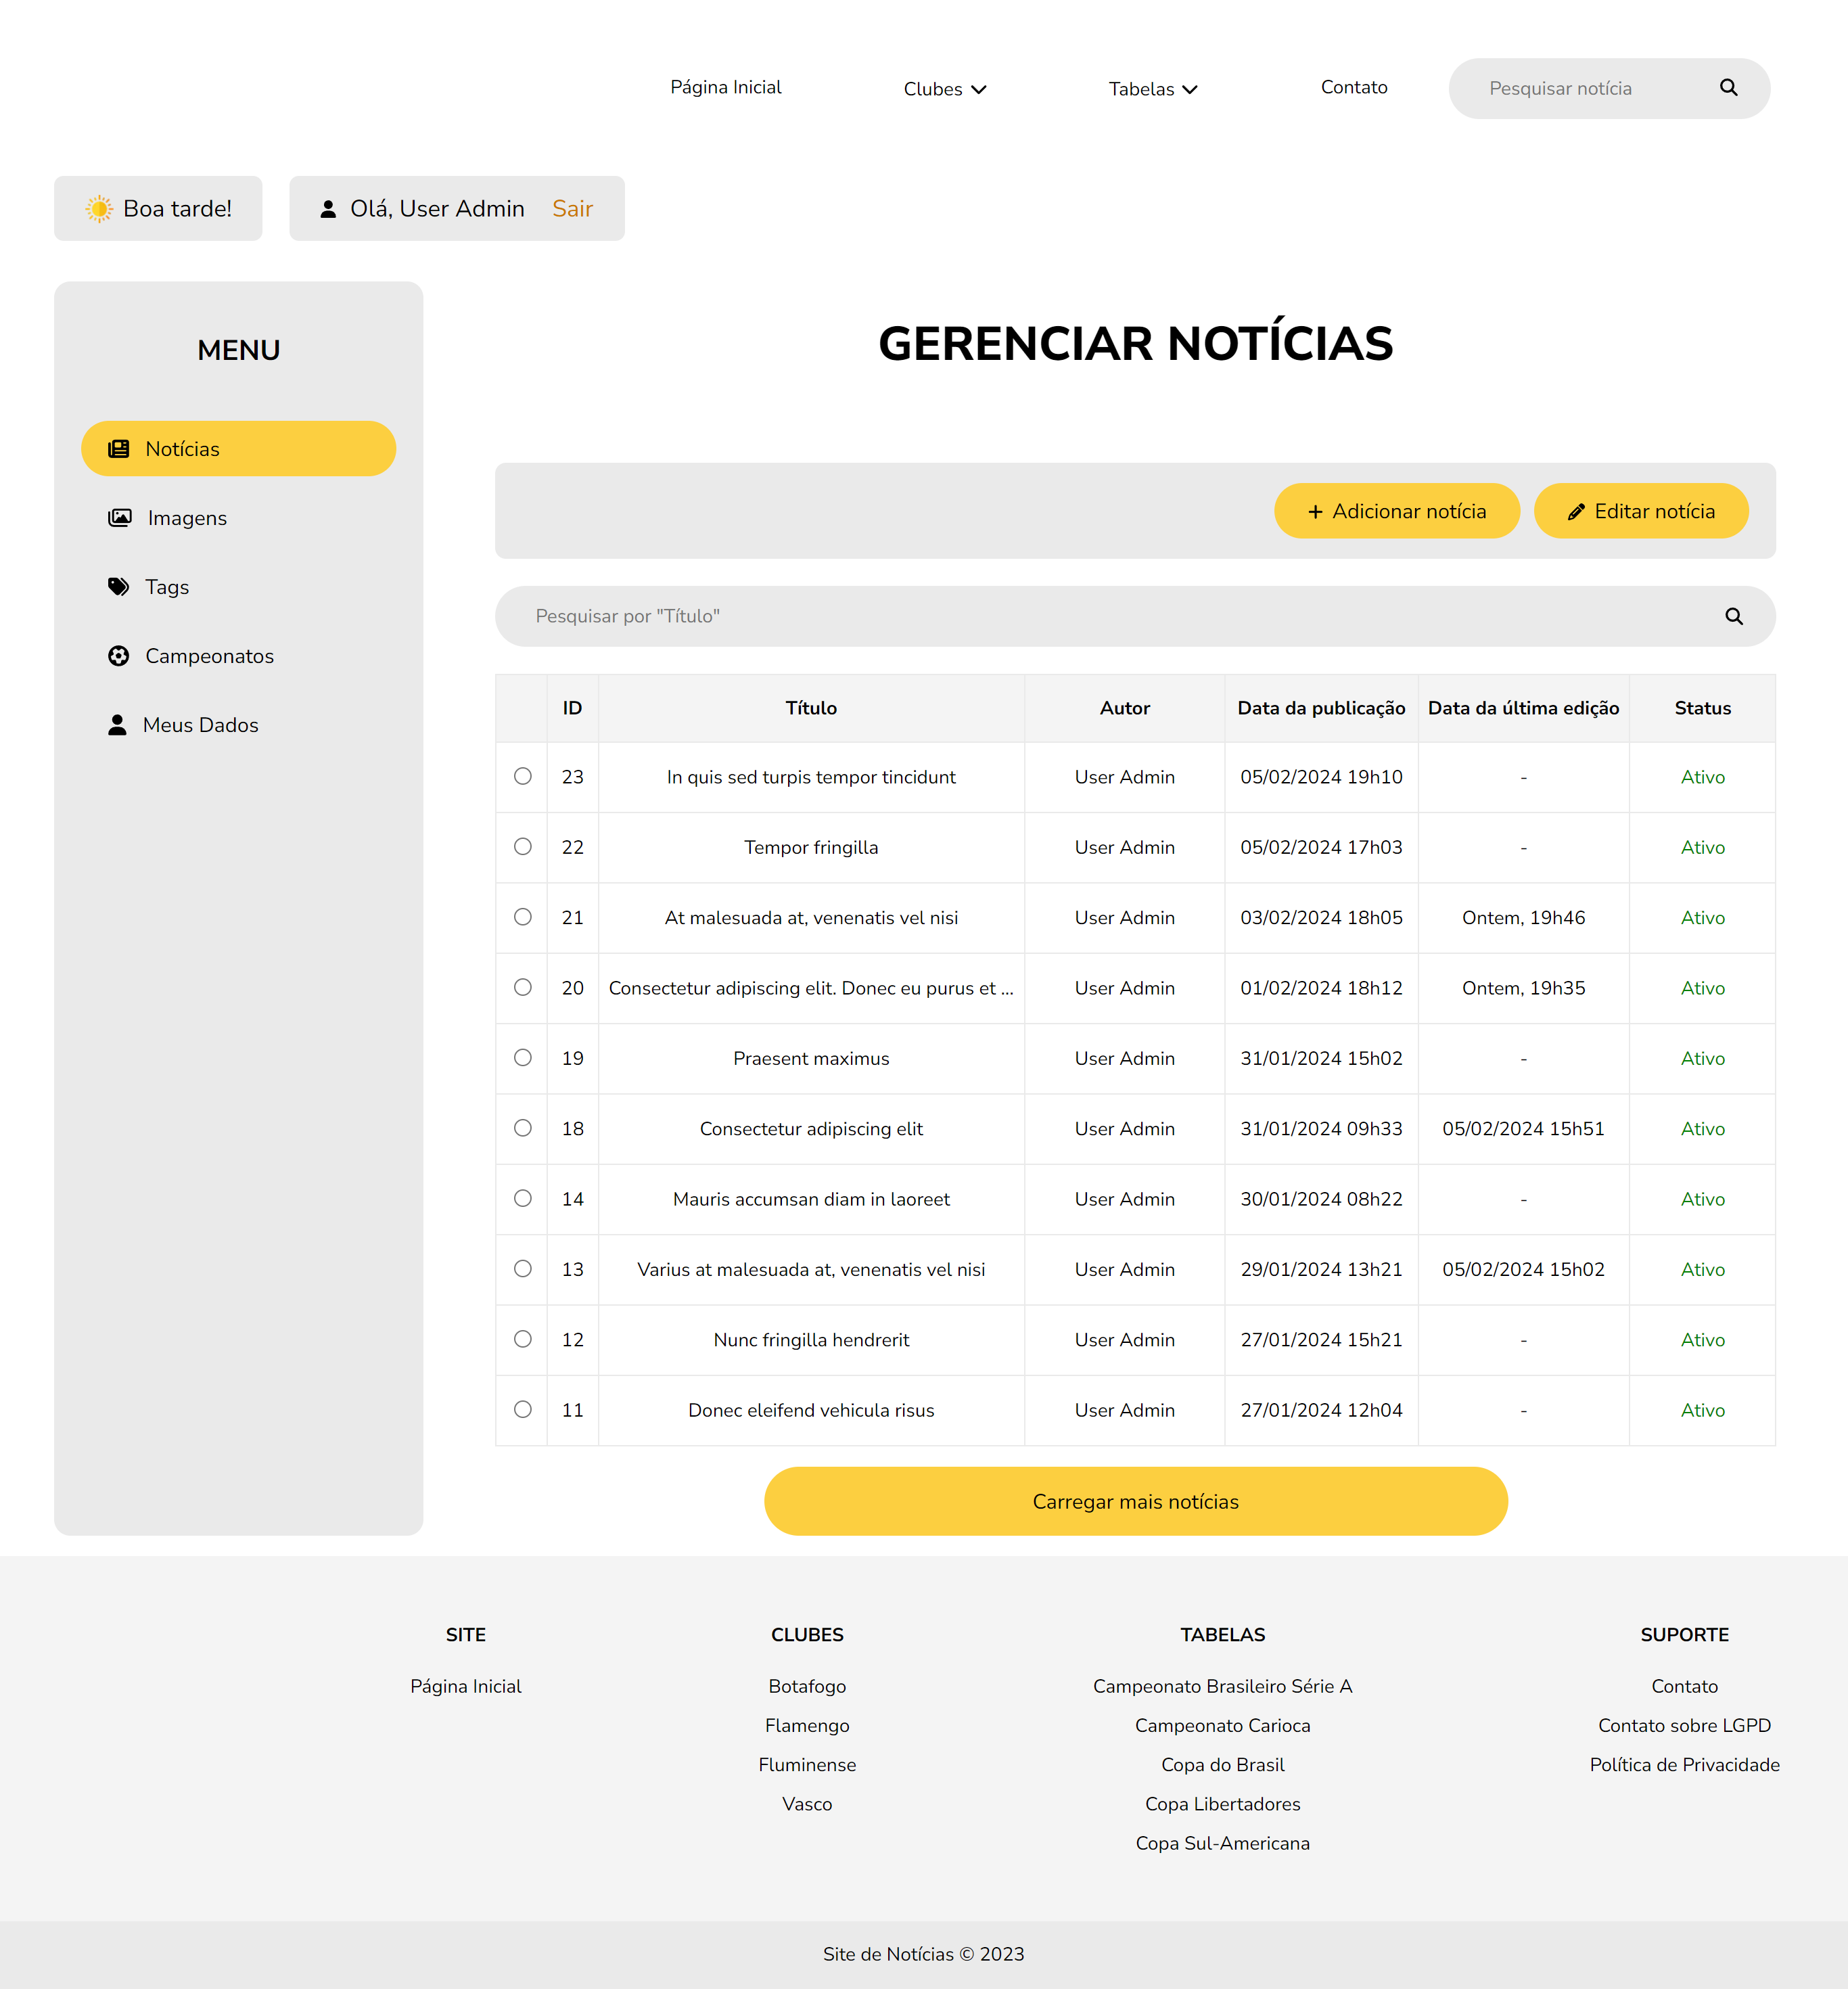 Página Inicial Clubes Tabelas Contato Pesquisar notícia
Boa tarde! Olá, User Admin Sair
MENU
Notícias
Imagens
Tags
Campeonatos
Meus Dados
GERENCIAR NOTÍCIAS
+ Adicionar notícia Editar notícia
Pesquisar por "Título"
ID Título Autor Data da publicação Data da última edição Status
23 In quis sed turpis tempor tincidunt User Admin 05/02/2024 19h10 - Ativo
22 Tempor fringilla User Admin 05/02/2024 17h03 - Ativo
21 At malesuada at, venenatis vel nisi User Admin 03/02/2024 18h05 Ontem, 19h46 Ativo
20 Consectetur adipiscing elit. Donec eu purus et ... User Admin 01/02/2024 18h12 Ontem, 19h35 Ativo
19 Praesent maximus User Admin 31/01/2024 15h02 - Ativo
18 Consectetur adipiscing elit User Admin 31/01/2024 09h33 05/02/2024 15h51 Ativo
14 Mauris accumsan diam in laoreet User Admin 30/01/2024 08h22 - Ativo
13 Varius at malesuada at, venenatis vel nisi User Admin 29/01/2024 13h21 05/02/2024 15h02 Ativo
12 Nunc fringilla hendrerit User Admin 27/01/2024 15h21 - Ativo
11 Donec eleifend vehicula risus User Admin 27/01/2024 12h04 - Ativo
Carregar mais notícias
SITE
Página Inicial
CLUBES
Botafogo
Flamengo
Fluminense
Vasco
TABELAS
Campeonato Brasileiro Série A
Campeonato Carioca
Copa do Brasil
Copa Libertadores
Copa Sul-Americana
SUPORTE
Contato
Contato sobre LGPD
Política de Privacidade
Site de Notícias © 2023